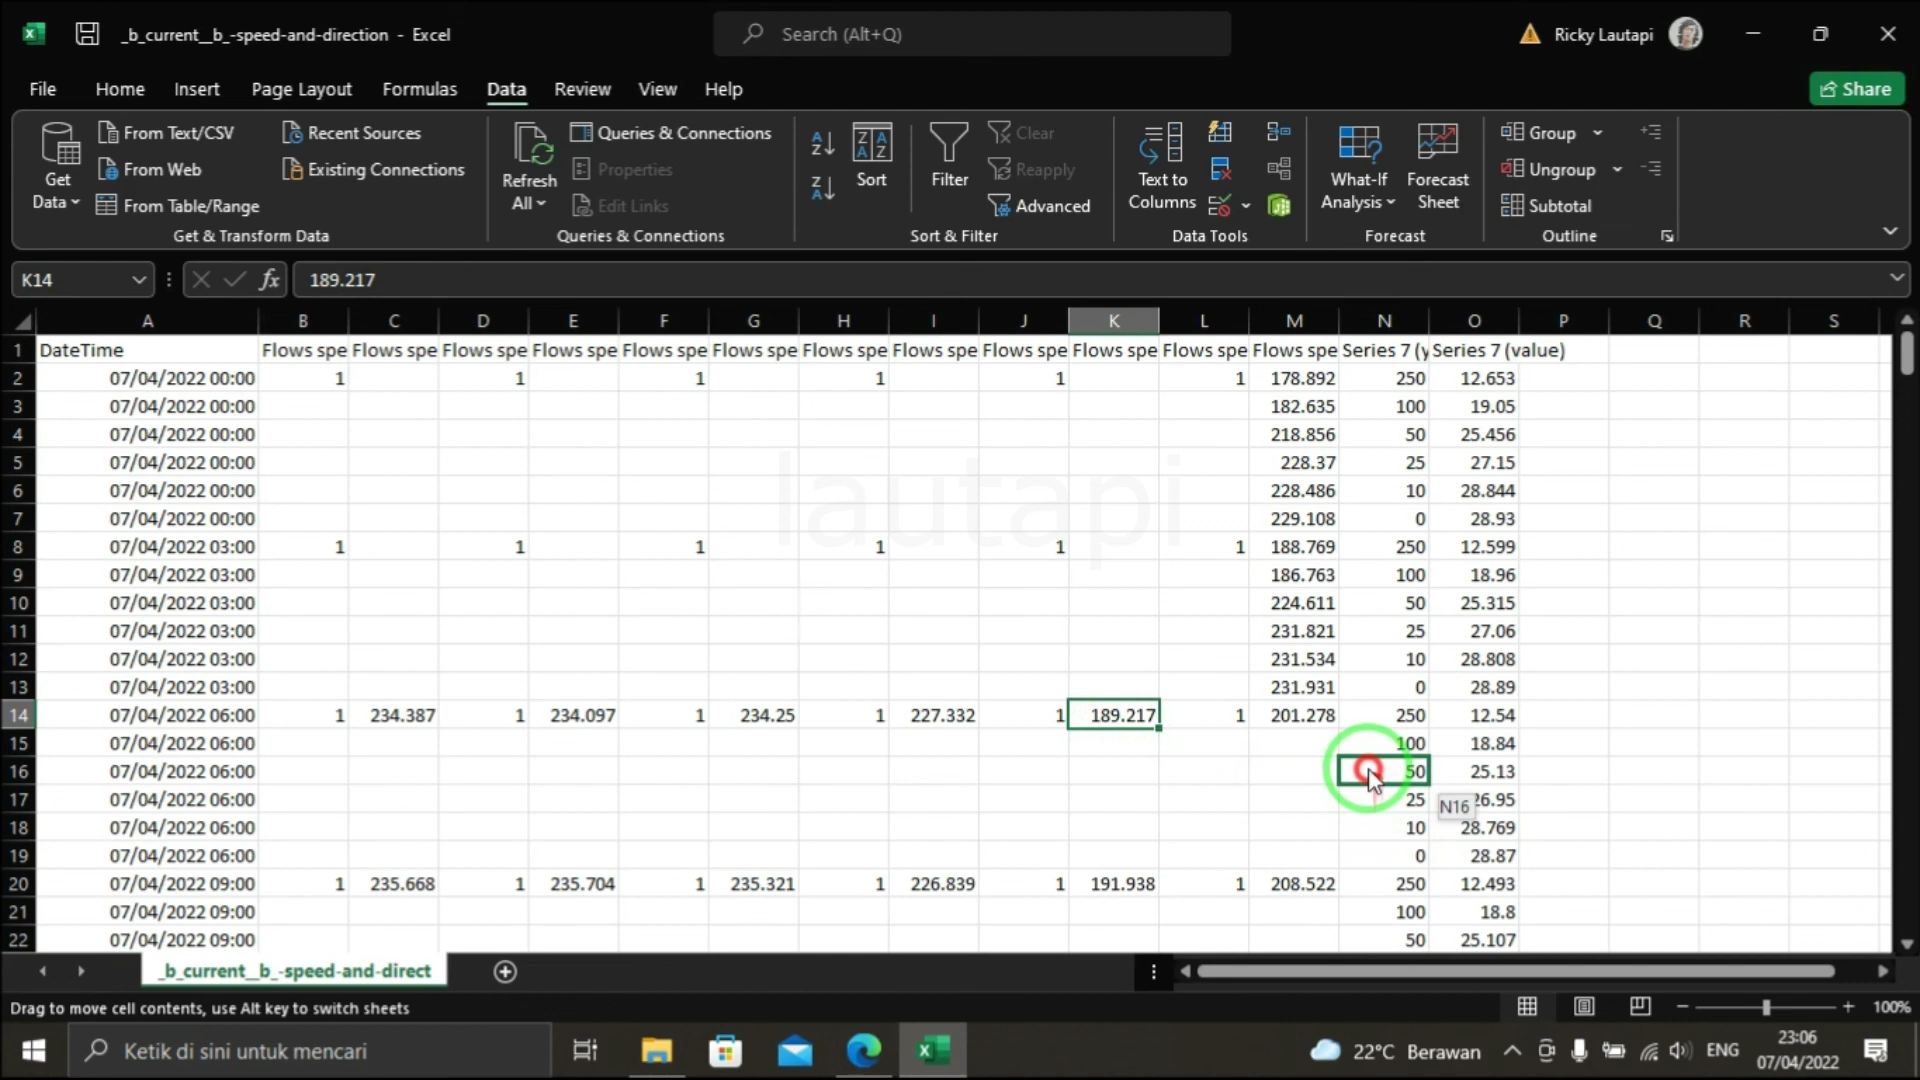 _b_current__b_-speed-and-direction - Excel
Search (Alt+Q)
Ricky Lautapi
File Home Insert Page Layout Formulas Data Review View Help
Share
Get Data
From Text/CSV
From Web
From Table/Range
Recent Sources
Existing Connections
Get & Transform Data
Refresh All
Queries & Connections
Properties
Edit Links
Queries & Connections
Sort
Filter
Clear
Reapply
Advanced
Sort & Filter
Text to Columns
Data Tools
What-If Analysis
Forecast Sheet
Forecast
Group
Ungroup
Subtotal
Outline
K14
fx
189.217
A B C D E F G H I J K L M N O P Q R S
1 DateTime Flows spe Flows spe Flows spe Flows spe Flows spe Flows spe Flows spe Flows spe Flows spe Flows spe Flows spe Flows spe Series 7 (y Series 7 (value)
2 07/04/2022 00:00 1 1 1 1 1 1 178.892 250 12.653
3 07/04/2022 00:00 182.635 100 19.05
4 07/04/2022 00:00 218.856 50 25.456
5 07/04/2022 00:00 228.37 25 27.15
6 07/04/2022 00:00 228.486 10 28.844
7 07/04/2022 00:00 229.108 0 28.93
8 07/04/2022 03:00 1 1 1 1 1 1 188.769 250 12.599
9 07/04/2022 03:00 186.763 100 18.96
10 07/04/2022 03:00 224.611 50 25.315
11 07/04/2022 03:00 231.821 25 27.06
12 07/04/2022 03:00 231.534 10 28.808
13 07/04/2022 03:00 231.931 0 28.89
14 07/04/2022 06:00 1 234.387 1 234.097 1 234.25 1 227.332 1 189.217 1 201.278 250 12.54
15 07/04/2022 06:00 100 18.84
16 07/04/2022 06:00 50 25.13
17 07/04/2022 06:00 25 26.95
N16
18 07/04/2022 06:00 10 28.769
19 07/04/2022 06:00 0 28.87
20 07/04/2022 09:00 1 235.668 1 235.704 1 235.321 1 226.839 1 191.938 1 208.522 250 12.493
21 07/04/2022 09:00 100 18.8
22 07/04/2022 09:00 50 25.107
lautapi
_b_current__b_-speed-and-direct
Drag to move cell contents, use Alt key to switch sheets
100%
Ketik di sini untuk mencari
22°C Berawan
ENG
23:06
07/04/2022